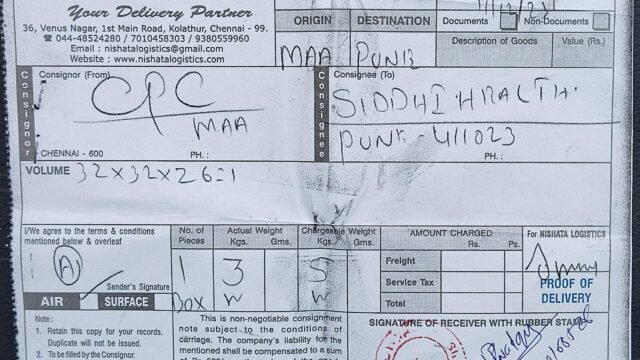 Your Delivery Partner
36, Venus Nagar, 1st Main Road, Kolathur, Chennai - 99.
☎ 044-48524280 / 7010458303 / 9380559960
Email : nishatalogistics@gmail.com
Website : www.nishatalogistics.com
ORIGIN DESTINATION
Documents Non-Documents
MAA PUNE
Description of Goods Value (Rs.)
Consignor Consignor (From)
CPC
MAA
CHENNAI - 600 PH. :
Consignee Consignee (To)
SIDDHI HEALTH.
PUNE - 411023
PH. :
VOLUME 32x32x26=1
I/We agree to the terms & conditions
mentioned below & overleaf
A
Sender's Signature
AIR SURFACE
No. of Pieces
1
BOX
Actual Weight
Kgs. Gms.
3
Chargeable Weight
Kgs. Gms.
5
AMOUNT CHARGED
Rs. Ps.
Freight
Service Tax
Total
For NISHATA LOGISTICS
PROOF OF
DELIVERY
Note :
1. Retain this copy for your records.
Duplicate will not be issued.
2. To be filled by the Consignor.
This is non-negotiable consignment
note subject to the conditions of
carriage. The company's liability for the
mentioned shall be compensated to a sum
SIGNATURE OF RECEIVER WITH RUBBER STAMP